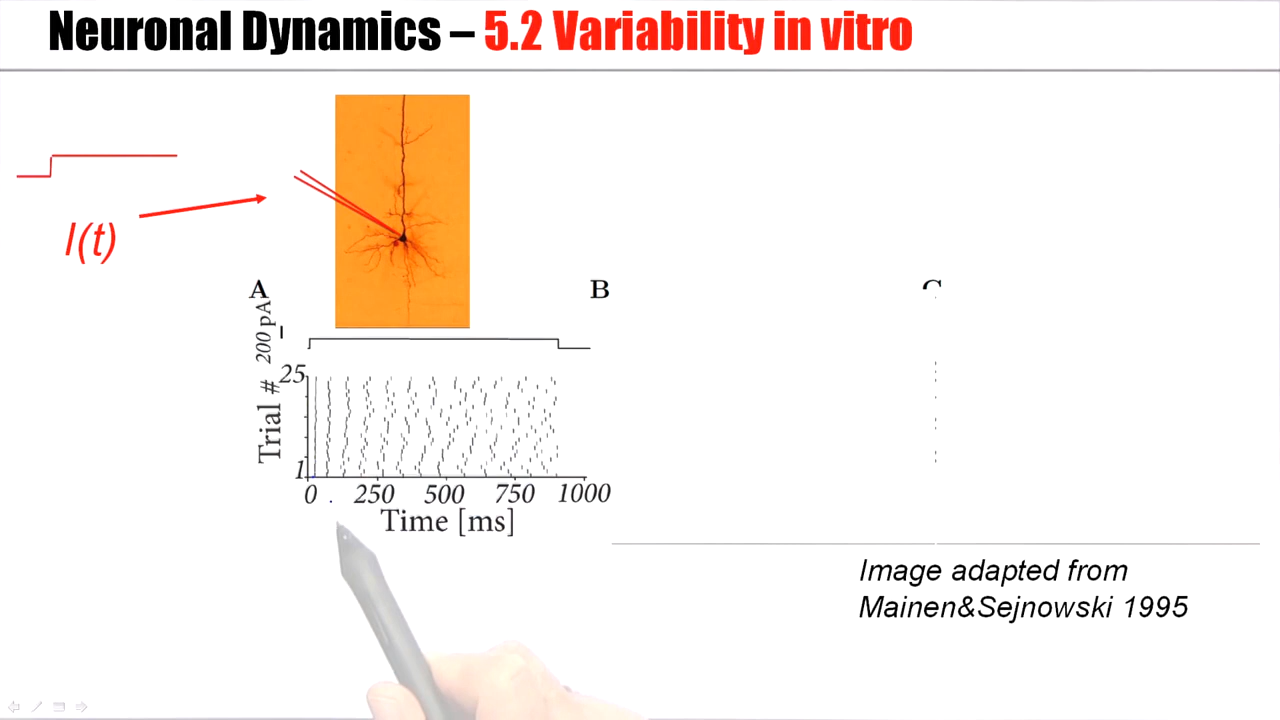 Neuronal Dynamics – 5.2 Variability in vitro
I(t)
A
B
200 pA
Trial #
25
1
0 250 500 750 1000
Time [ms]
Image adapted from
Mainen&Sejnowski 1995